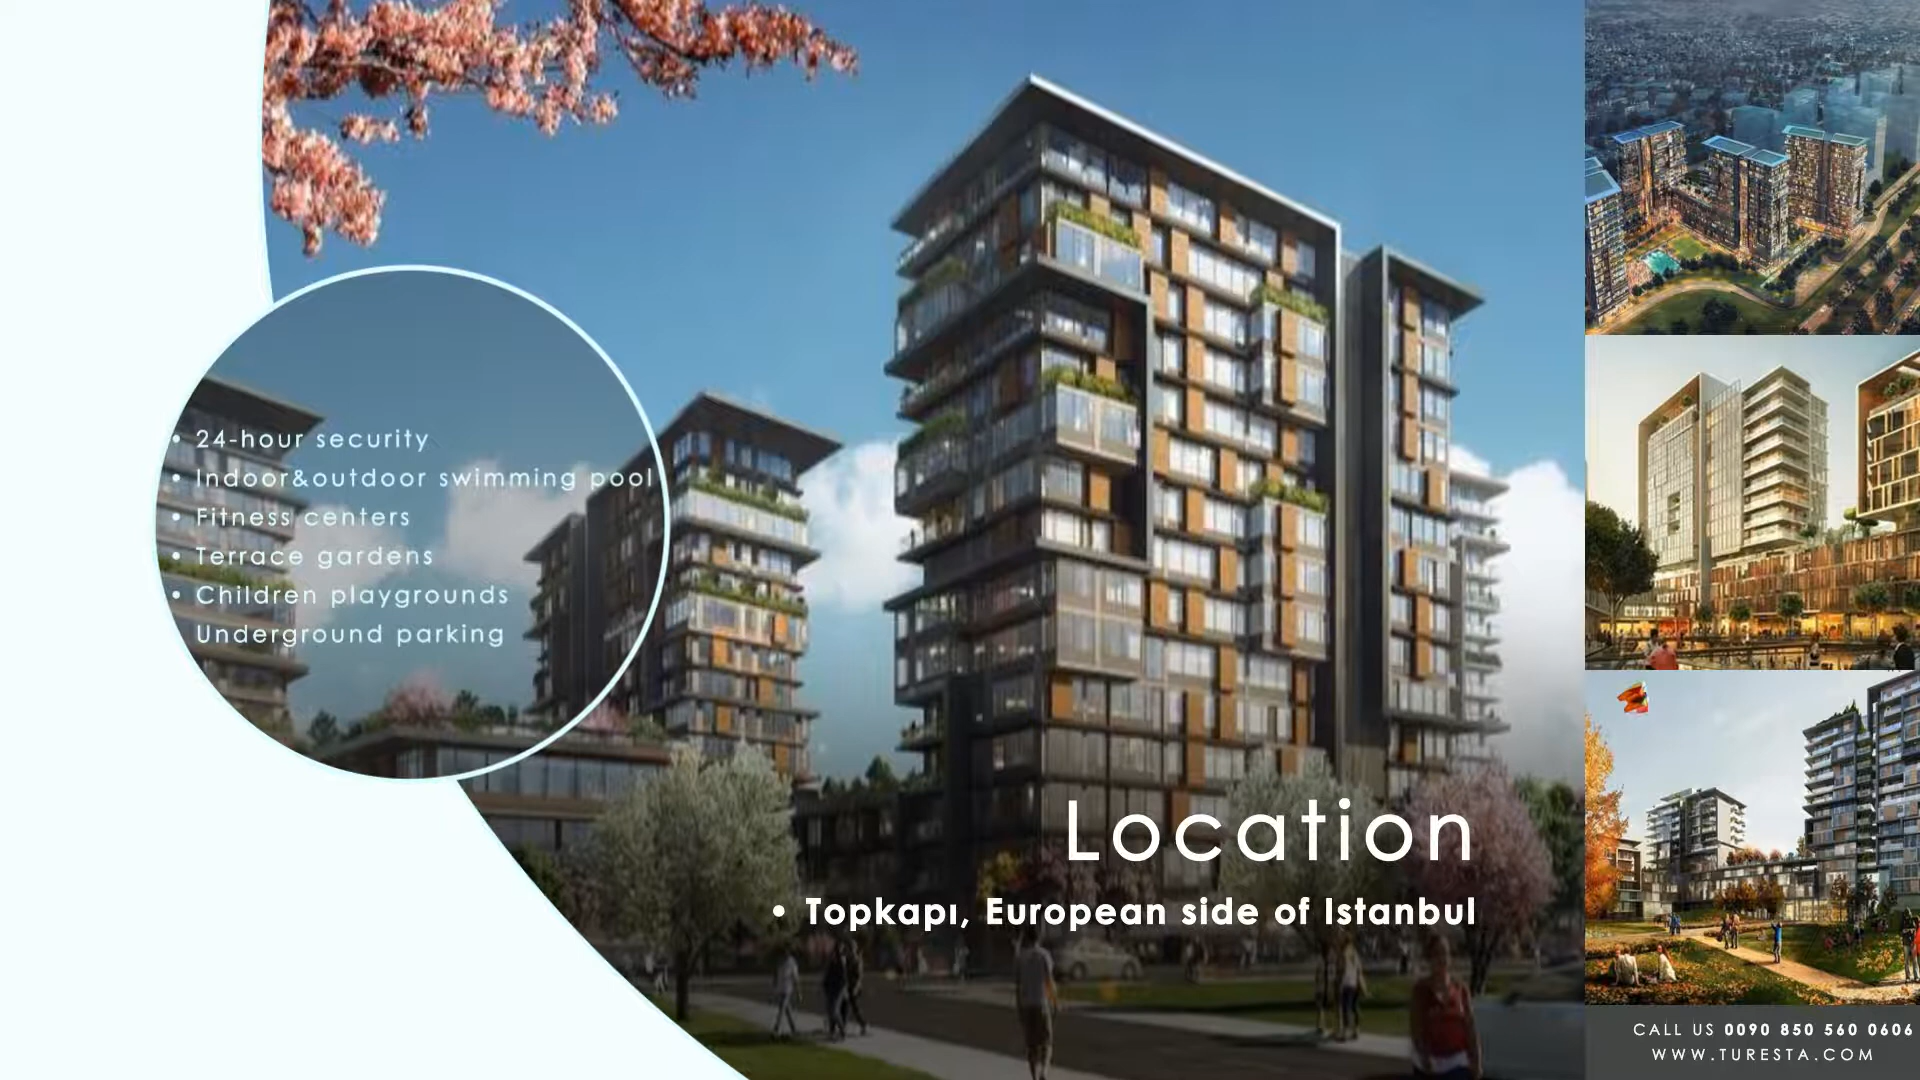 • 24-hour security
• Indoor&outdoor swimming pool
• Fitness centers
• Terrace gardens
• Children playgrounds
Underground parking
Location
• Topkapı, European side of Istanbul
CALL US 0090 850 560 0606
WWW.TURESTA.COM